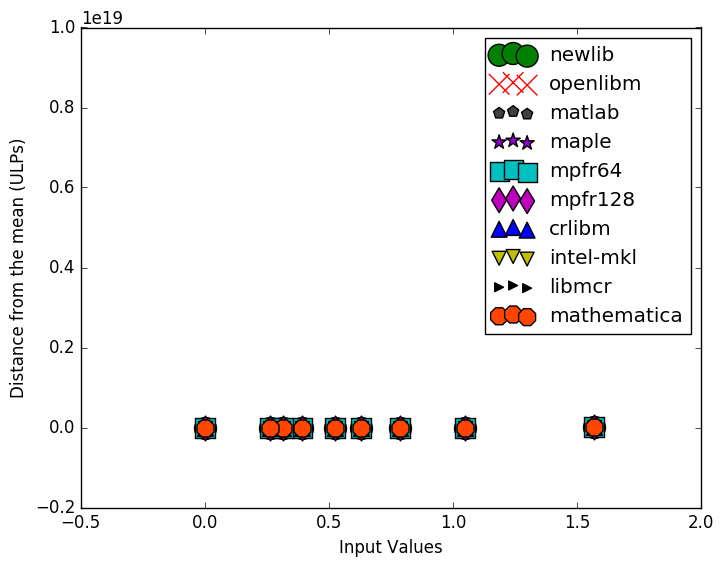 1e19
1.0
0.8
0.6
0.4
0.2
0.0
−0.2
Distance from the mean (ULPs)
newlib
openlibm
matlab
maple
mpfr64
mpfr128
crlibm
intel-mkl
libmcr
mathematica
−0.5 0.0 0.5 1.0 1.5 2.0
Input Values